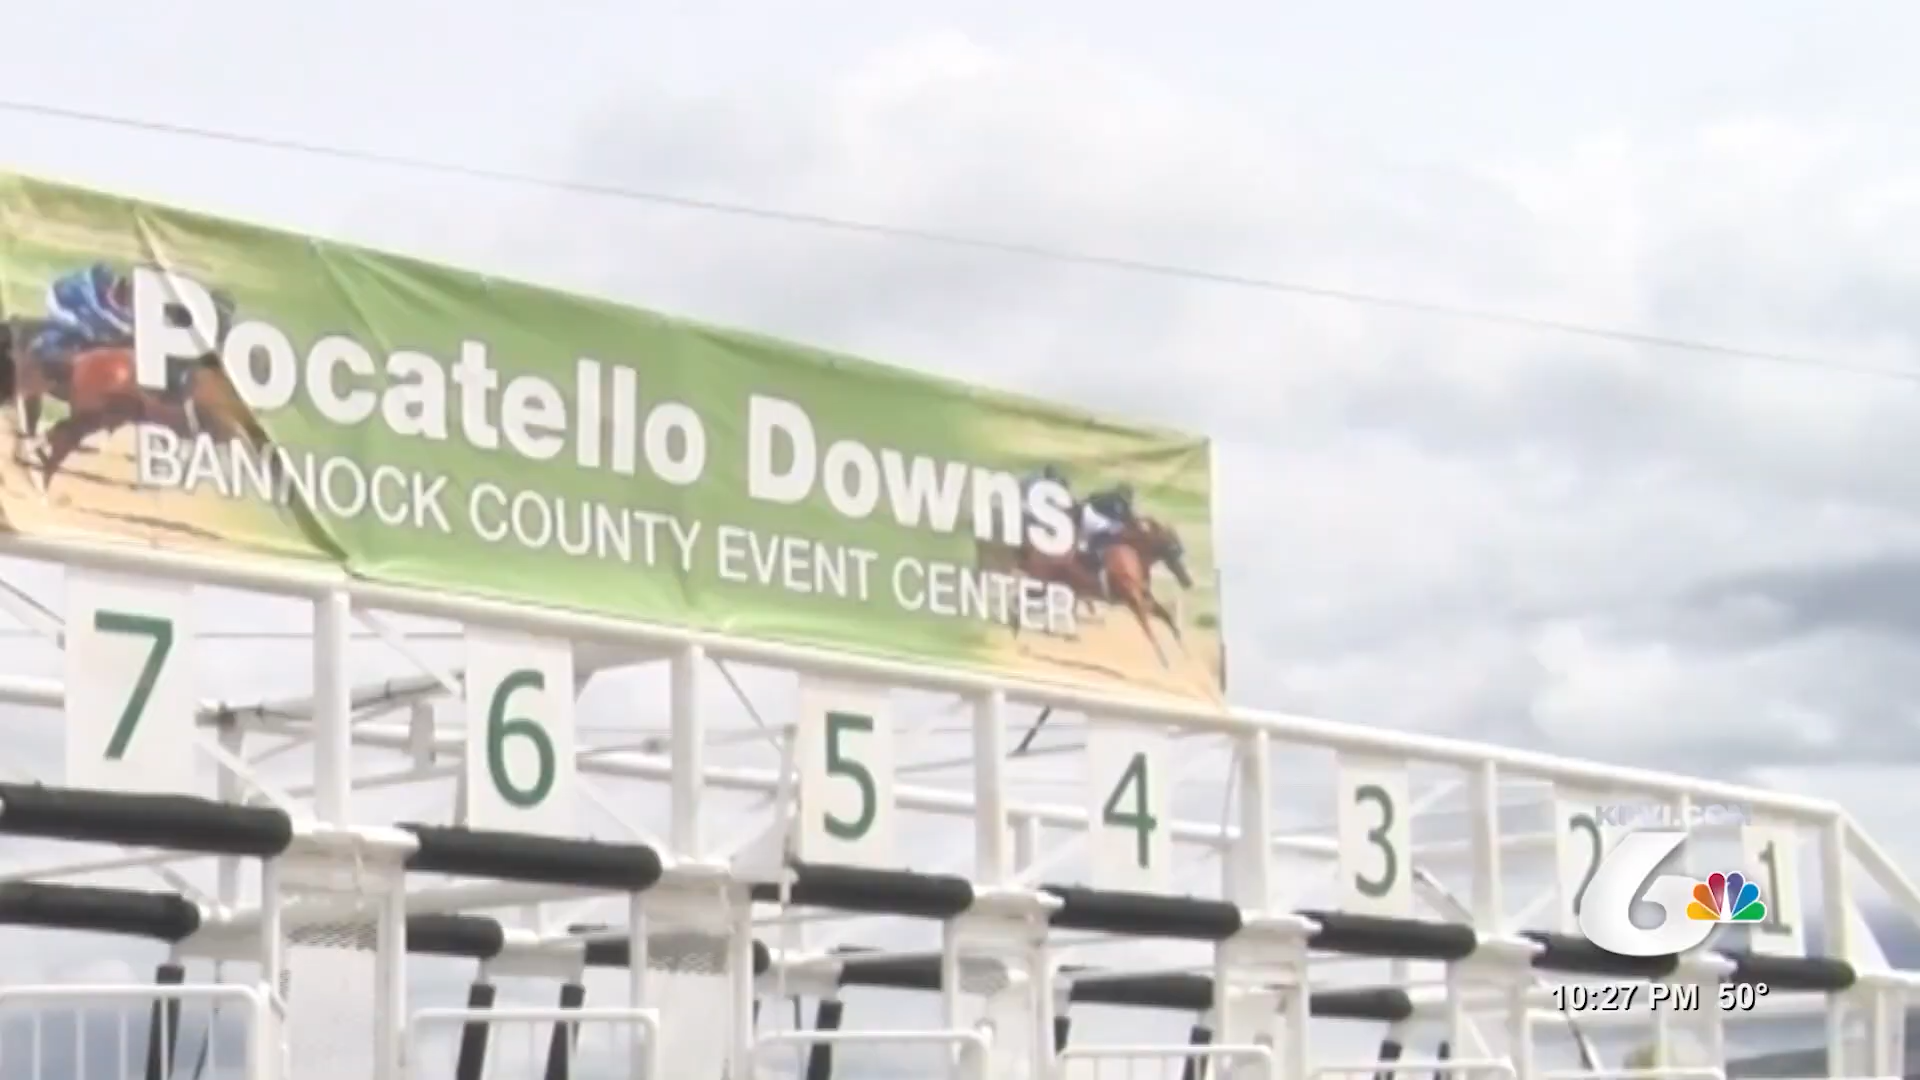 Pocatello Downs
BANNOCK COUNTY EVENT CENTER
7 6 5 4 3 2 1
KPVI.COM
6
10:27 PM 50°